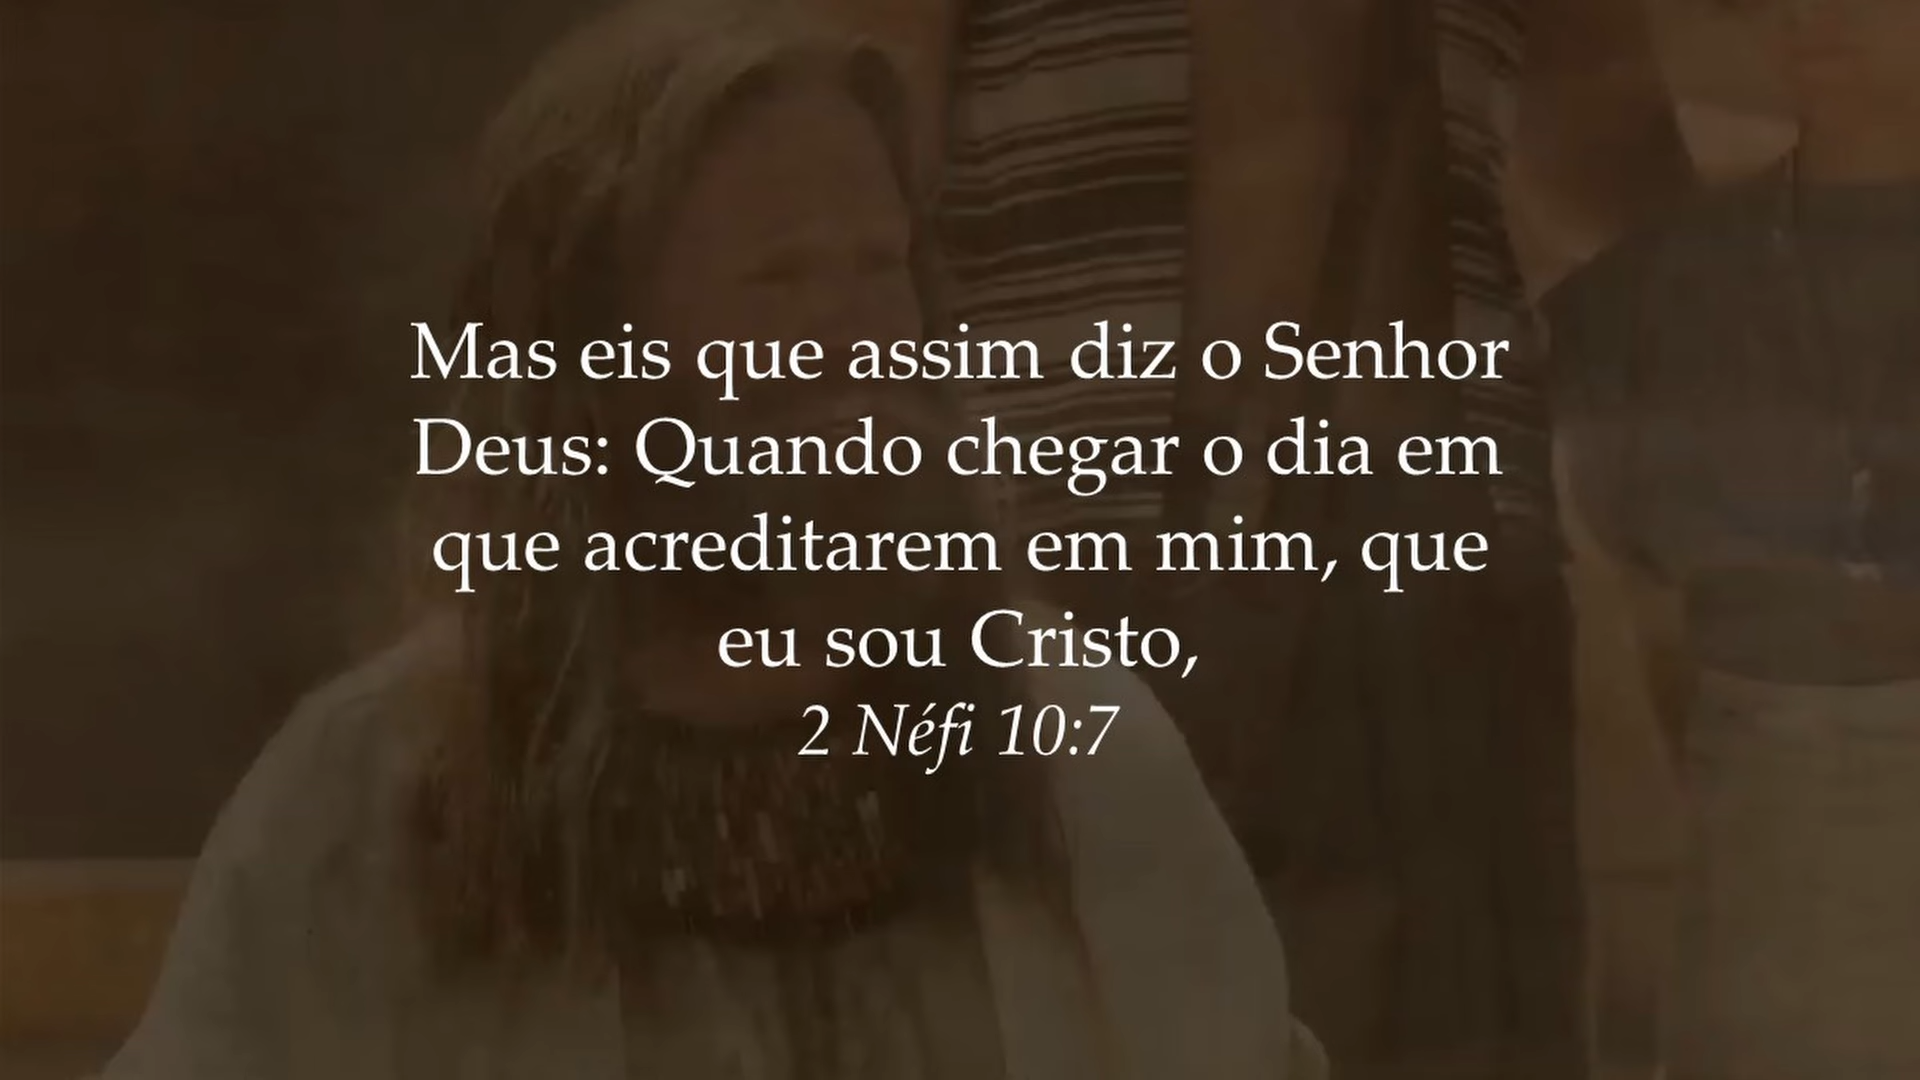 Mas eis que assim diz o Senhor
Deus: Quando chegar o dia em
que acreditarem em mim, que
eu sou Cristo,
2 Néfi 10:7